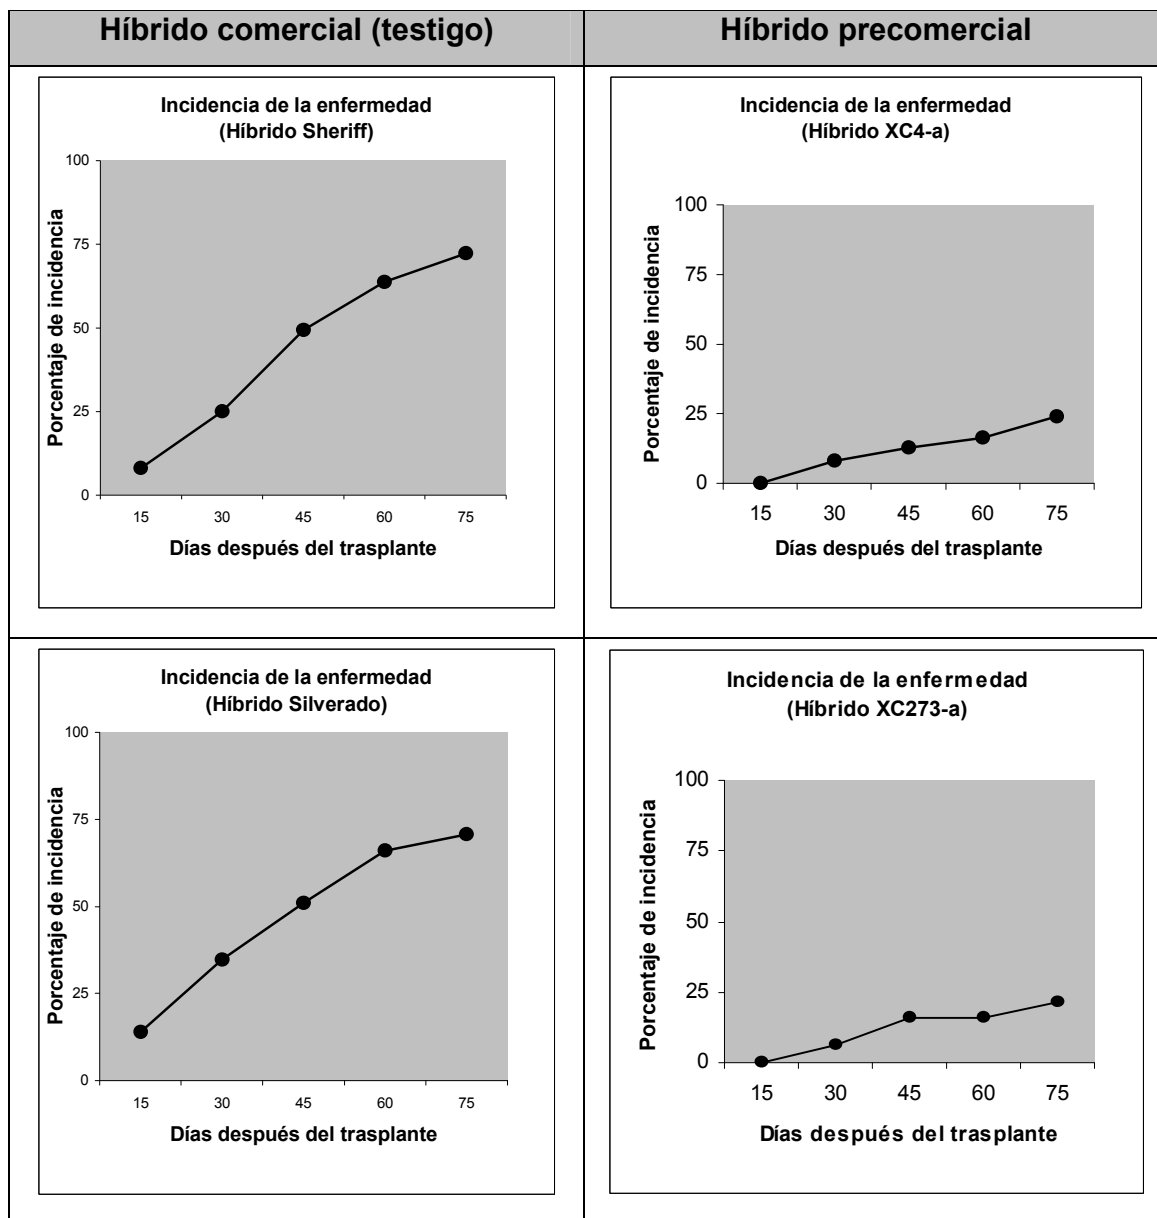 Híbrido comercial (testigo)
Híbrido precomercial
Incidencia de la enfermedad
(Híbrido Sheriff)
100
75
50
25
0
15 30 45 60 75
Porcentaje de incidencia
Días después del trasplante
Incidencia de la enfermedad
(Híbrido XC4-a)
100
75
50
25
0
15 30 45 60 75
Porcentaje de incidencia
Días después del trasplante
Incidencia de la enfermedad
(Híbrido Silverado)
100
75
50
25
0
15 30 45 60 75
Porcentaje de incidencia
Días después del trasplante
Incidencia de la enfermedad
(Híbrido XC273-a)
100
75
50
25
0
15 30 45 60 75
Porcentaje de incidencia
Días después del trasplante